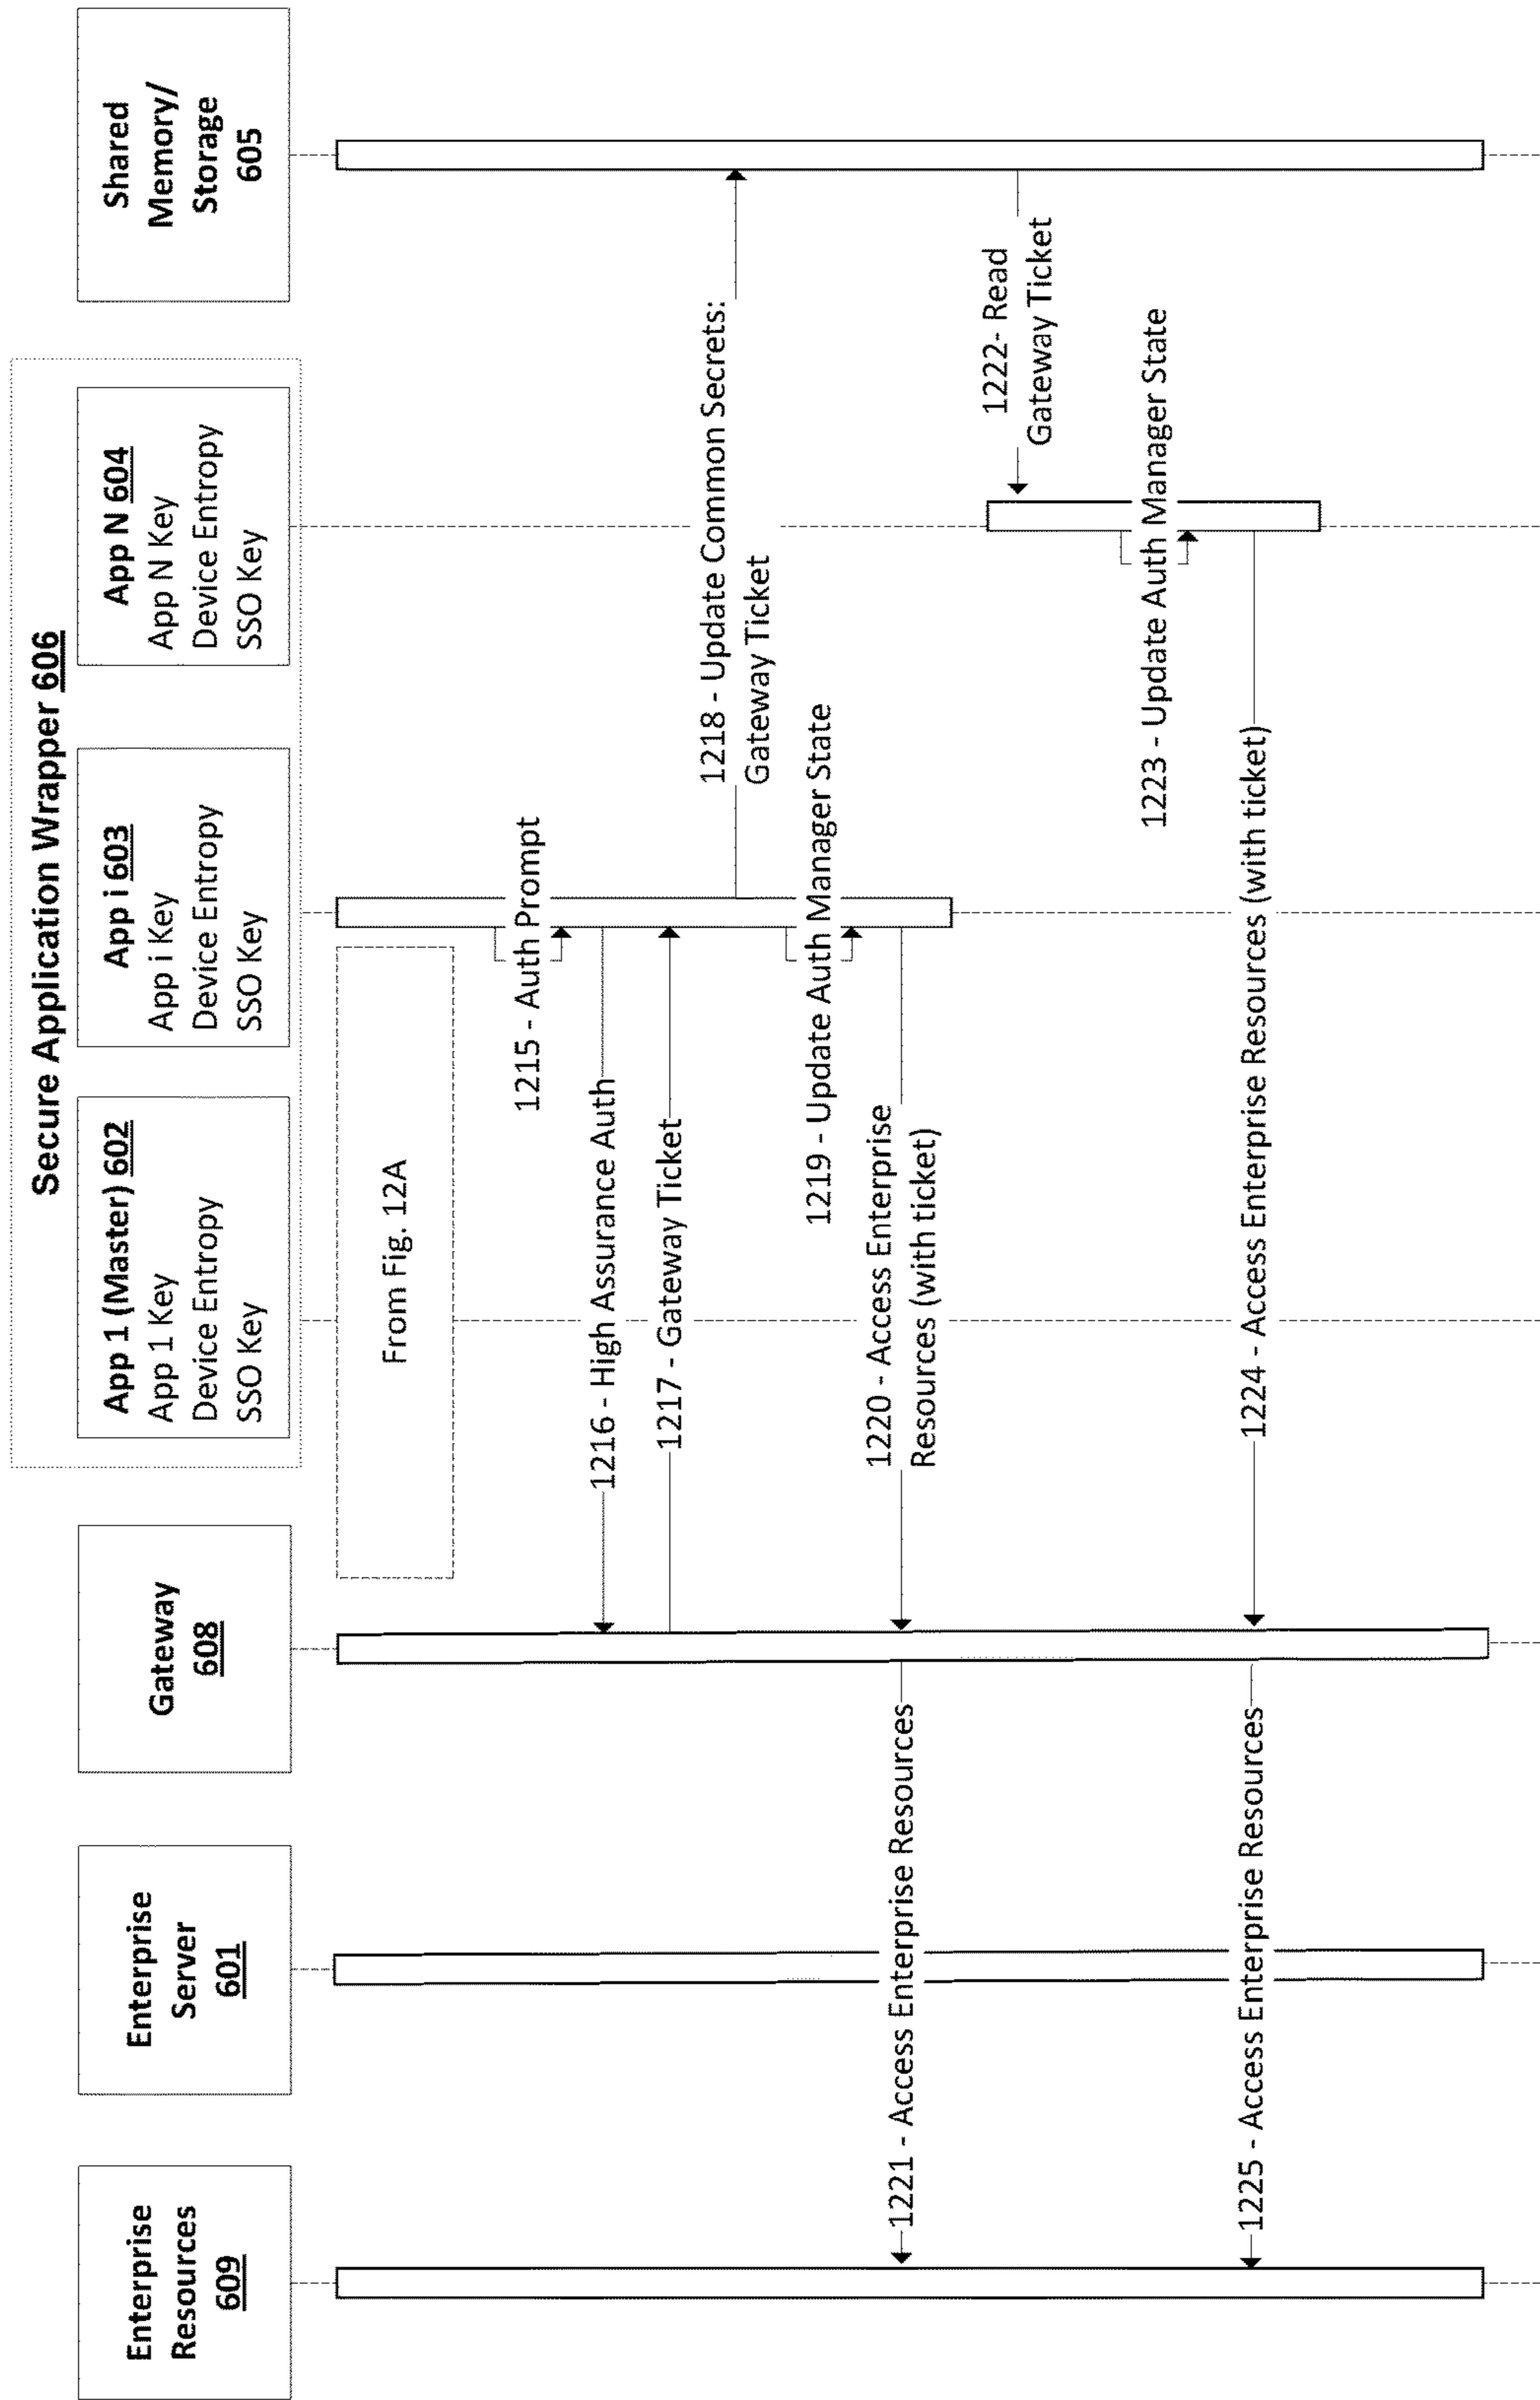 Secure Application Wrapper 606
Enterprise
Resources
609
Enterprise
Server
601
Gateway
608
App 1 (Master) 602
App 1 Key
Device Entropy
SSO Key
App i 603
App i Key
Device Entropy
SSO Key
App N 604
App N Key
Device Entropy
SSO Key
Shared
Memory/
Storage
605
From Fig. 12A
1215 - Auth Prompt
1216 - High Assurance Auth
1217 - Gateway Ticket
1218 - Update Common Secrets:
Gateway Ticket
1219 - Update Auth Manager State
1220 - Access Enterprise
Resources (with ticket)
1221 - Access Enterprise Resources
1222- Read
Gateway Ticket
1223 - Update Auth Manager State
1224 - Access Enterprise Resources (with ticket)
1225 - Access Enterprise Resources